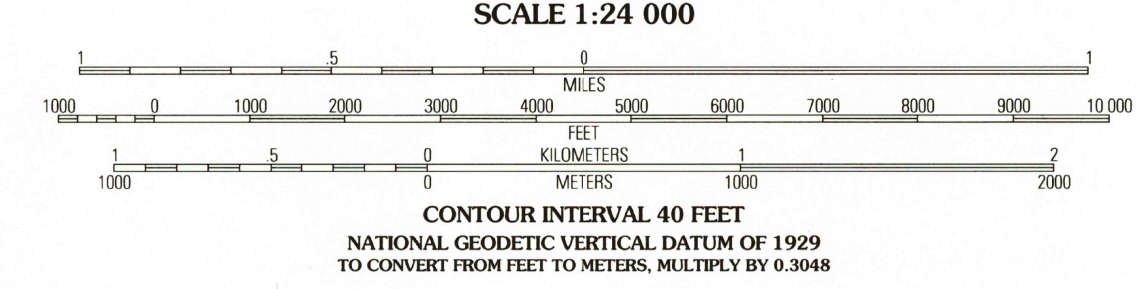 SCALE 1:24 000
1 .5 0 1
MILES
1000 0 1000 2000 3000 4000 5000 6000 7000 8000 9000 10 000
FEET
1 .5 0 KILOMETERS 1 2
1000 0 METERS 1000 2000
CONTOUR INTERVAL 40 FEET
NATIONAL GEODETIC VERTICAL DATUM OF 1929
TO CONVERT FROM FEET TO METERS, MULTIPLY BY 0.3048